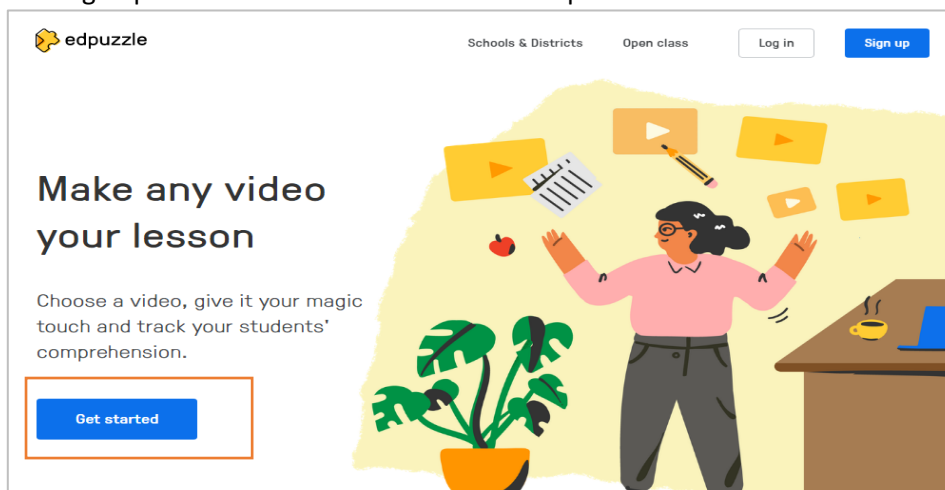 edpuzzle
Schools & Districts
Open class
Log in
Sign up
Make any video
your lesson
Choose a video, give it your magic
touch and track your students'
comprehension.
Get started